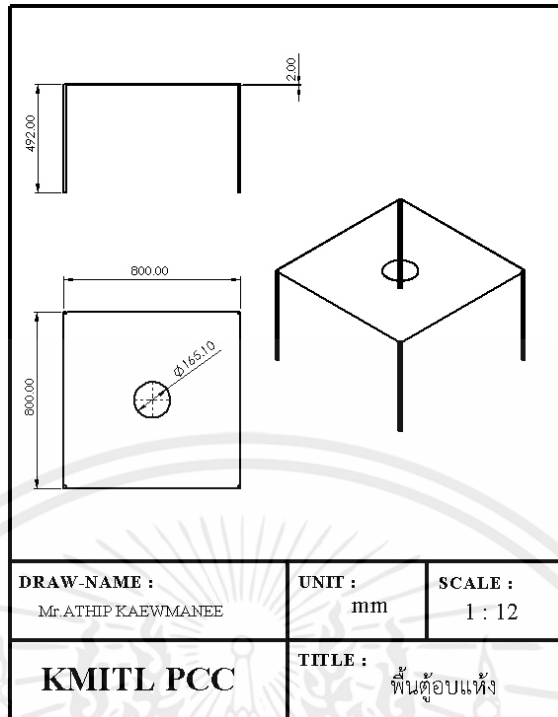 2.00
492.00
800.00
800.00
Ø165.10
DRAW-NAME :
Mr.ATHIP KAEWMANEE
UNIT :
mm
SCALE :
1 : 12
KMITL PCC
TITLE :
พื้นตู้อบแห้ง